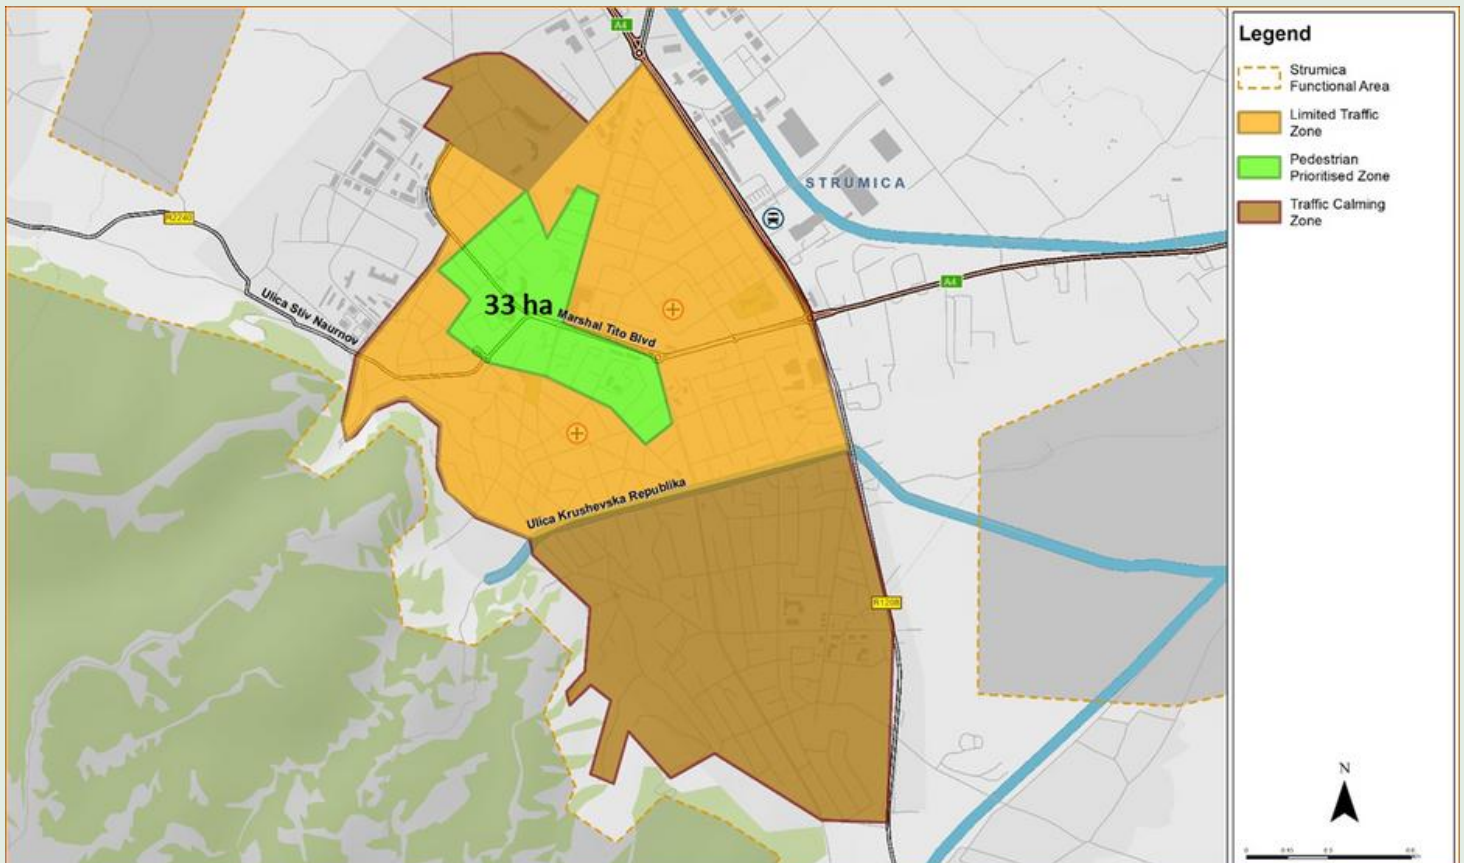 A4
STRUMICA
R2240
A4
Ulica Stiv Naumov
33 ha
Marshal Tito Blvd
Ulica Krushevska Republika
R1208
Legend
Strumica
Functional Area
Limited Traffic
Zone
Pedestrian
Prioritised Zone
Traffic Calming
Zone
N